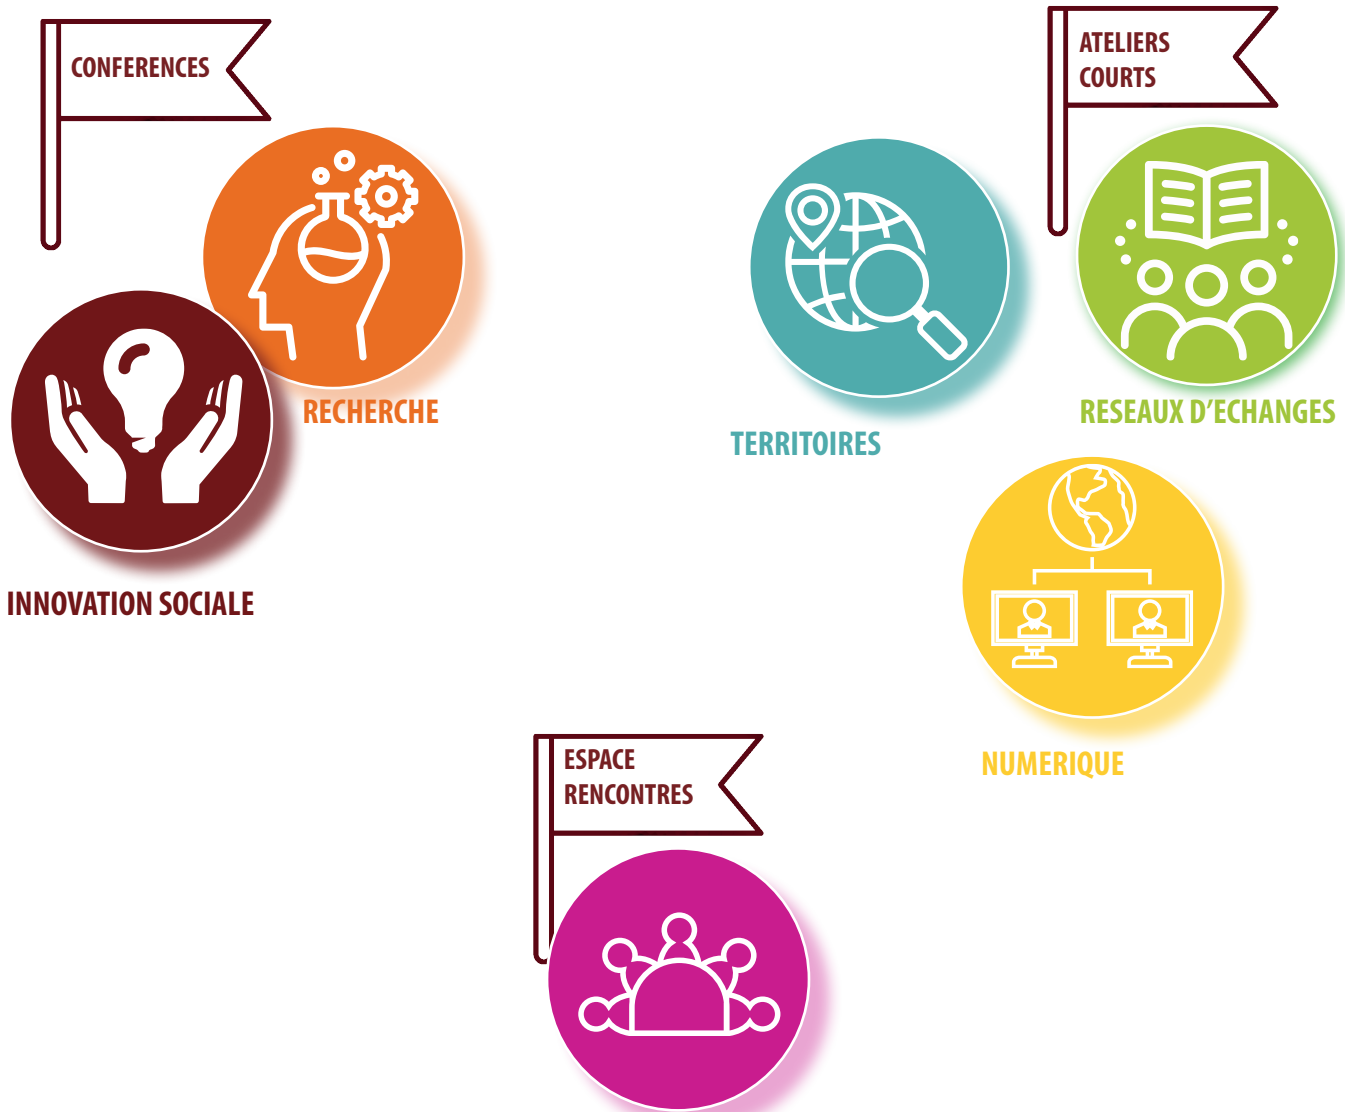 CONFERENCES
RECHERCHE
INNOVATION SOCIALE
ATELIERS
COURTS
TERRITOIRES
RESEAUX D'ECHANGES
NUMERIQUE
ESPACE
RENCONTRES